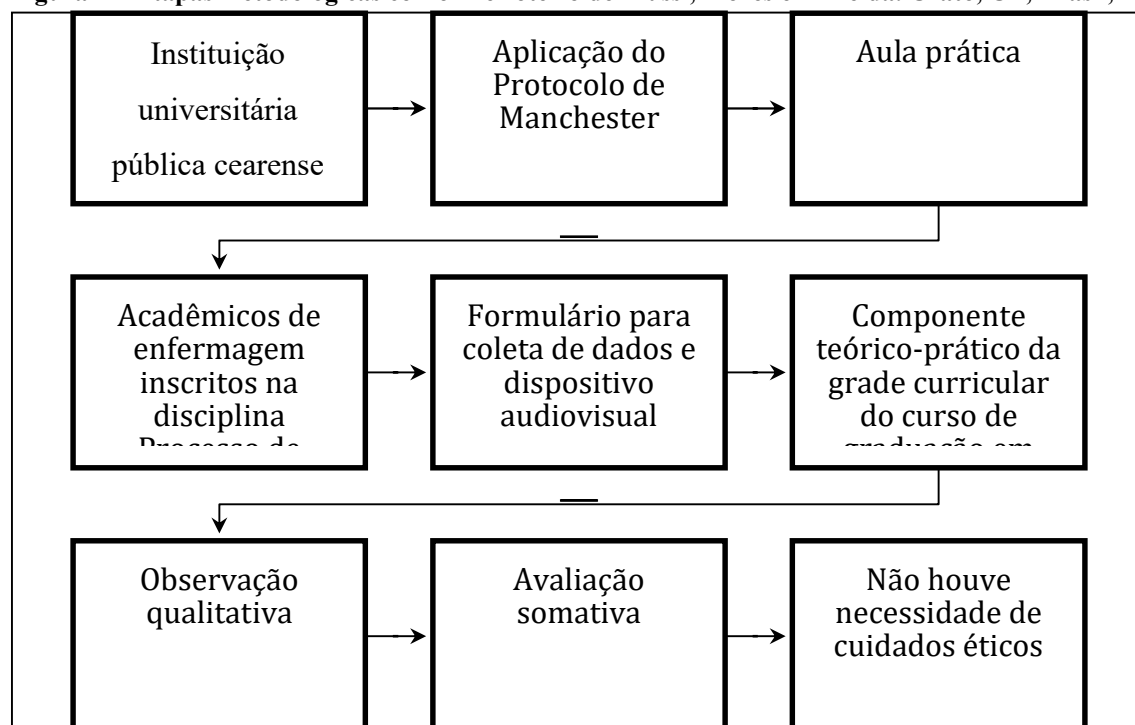 Instituição
universitária
pública cearense
Aplicação do
Protocolo de
Manchester
Aula prática
Acadêmicos de
enfermagem
inscritos na
disciplina
Formulário para
coleta de dados e
dispositivo
audiovisual
Componente
teórico-prático da
grade curricular
do curso de
Observação
qualitativa
Avaliação
somativa
Não houve
necessidade de
cuidados éticos